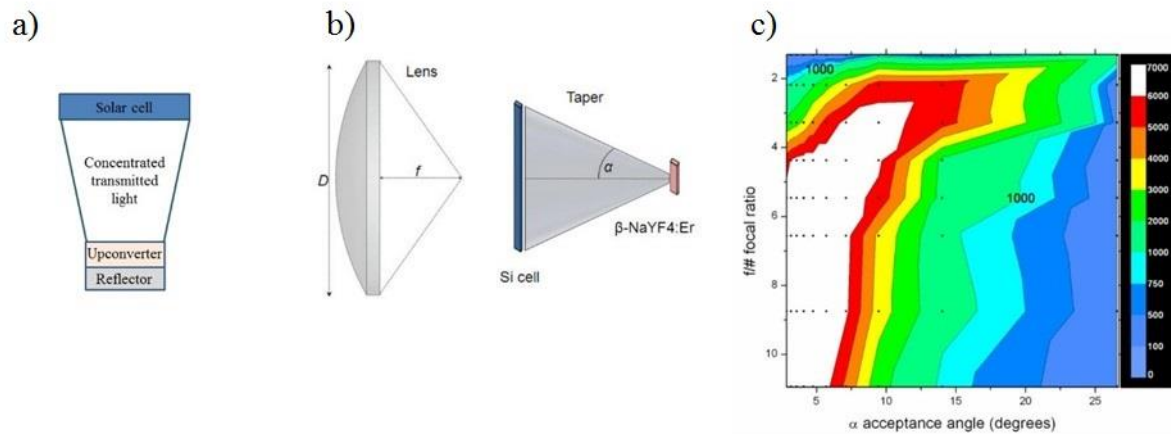 a)
Solar cell
Concentrated
transmitted
light
Upconverter
Reflector
b)
Lens
D
f
Taper
α
β-NaYF4:Er
Si cell
c)
1000
1000
2
4
6
8
10
f/# focal ratio
5
10
15
20
25
α acceptance angle (degrees)
7000
6000
5000
4000
3000
2000
1000
750
500
100
0